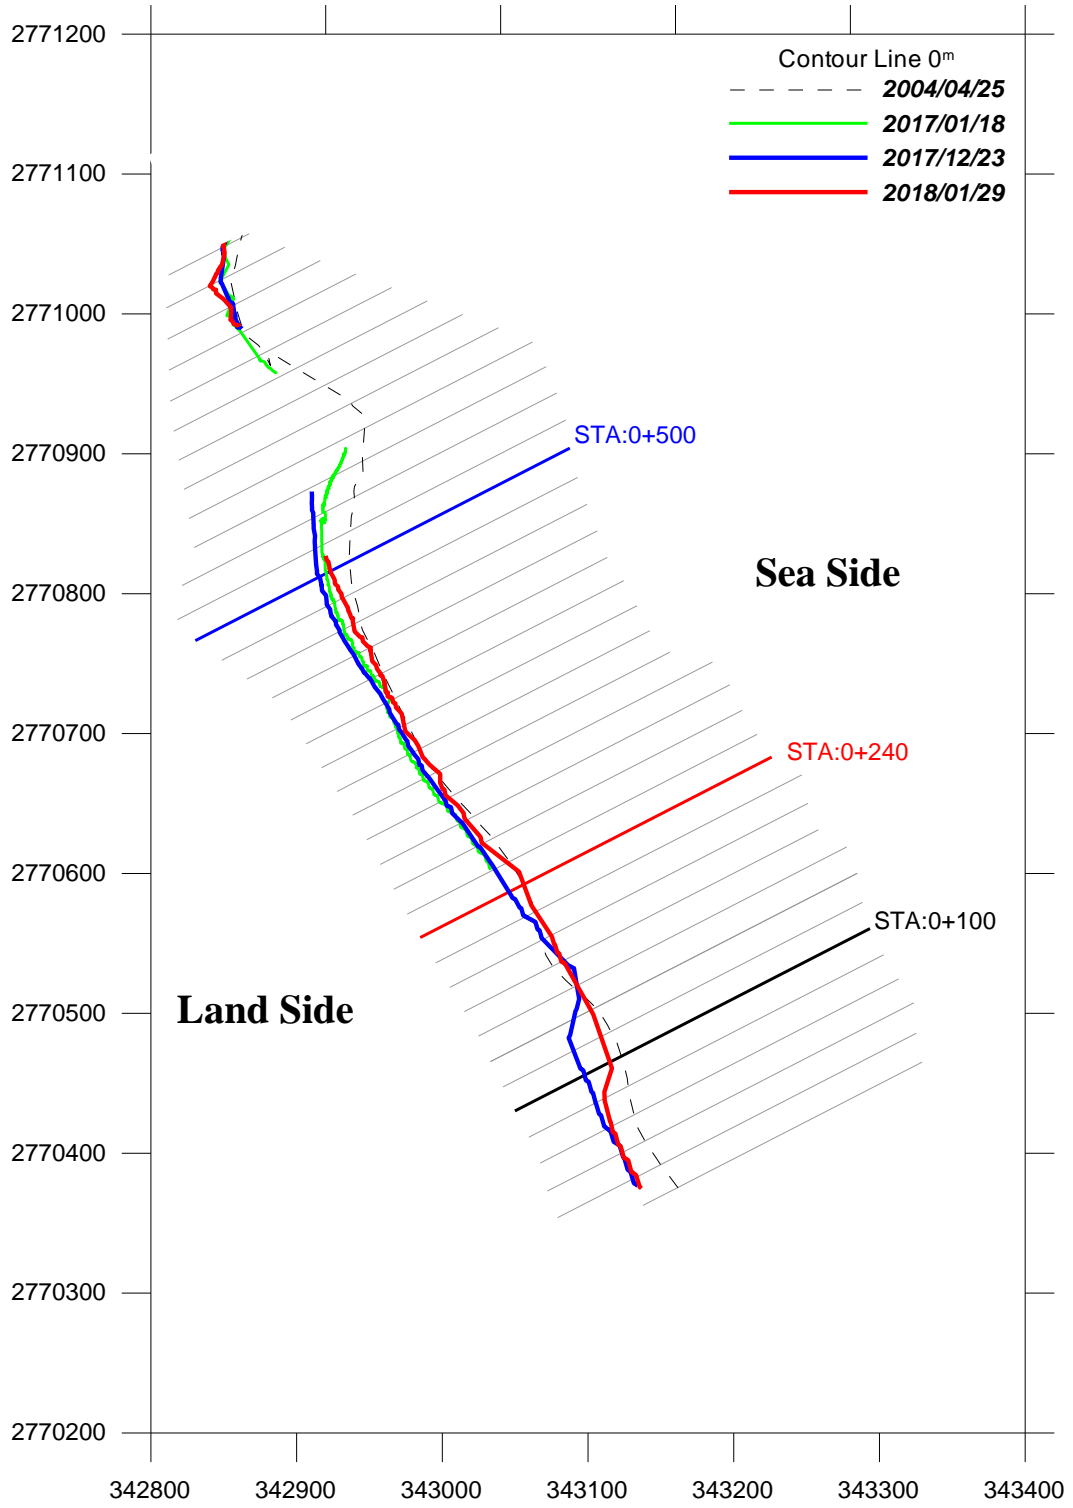 2771200
Contour Line 0ᵐ
2004/04/25
2017/01/18
2017/12/23
2018/01/29
2771100
2771000
2770900
STA:0+500
2770800
Sea Side
2770700
STA:0+240
2770600
STA:0+100
2770500
Land Side
2770400
2770300
2770200
342800 342900 343000 343100 343200 343300 343400